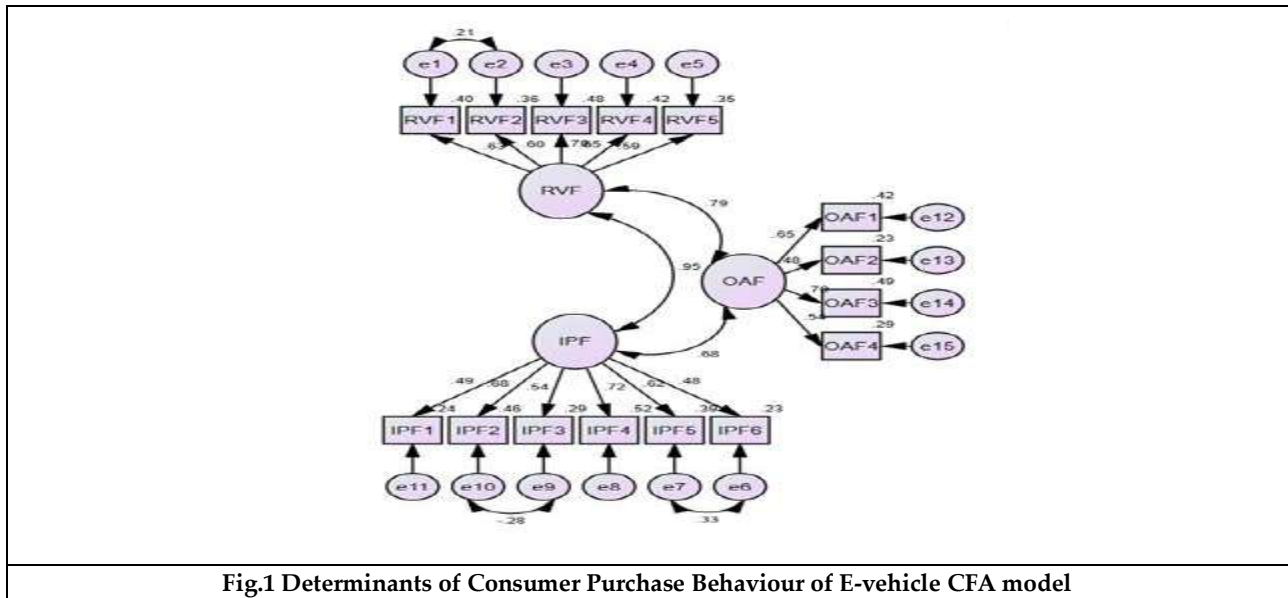 .21
e1 e2 e3 e4 e5
.40 .36 .48 .42 .35
RVF1 RVF2 RVF3 RVF4 RVF5
.63 .60 .65 .59
RVF
.79
.42
OAF1 e12
.65
.23
OAF2 e13
.48
.95
OAF
.49
OAF3 e14
.54
.29
OAF4 e15
IPF
.68
.49 .68 .54 .72 .62 .48
.24 .46 .29 .52 .39 .23
IPF1 IPF2 IPF3 IPF4 IPF5 IPF6
e11 e10 e9 e8 e7 e6
-.28 .33
Fig.1 Determinants of Consumer Purchase Behaviour of E-vehicle CFA model